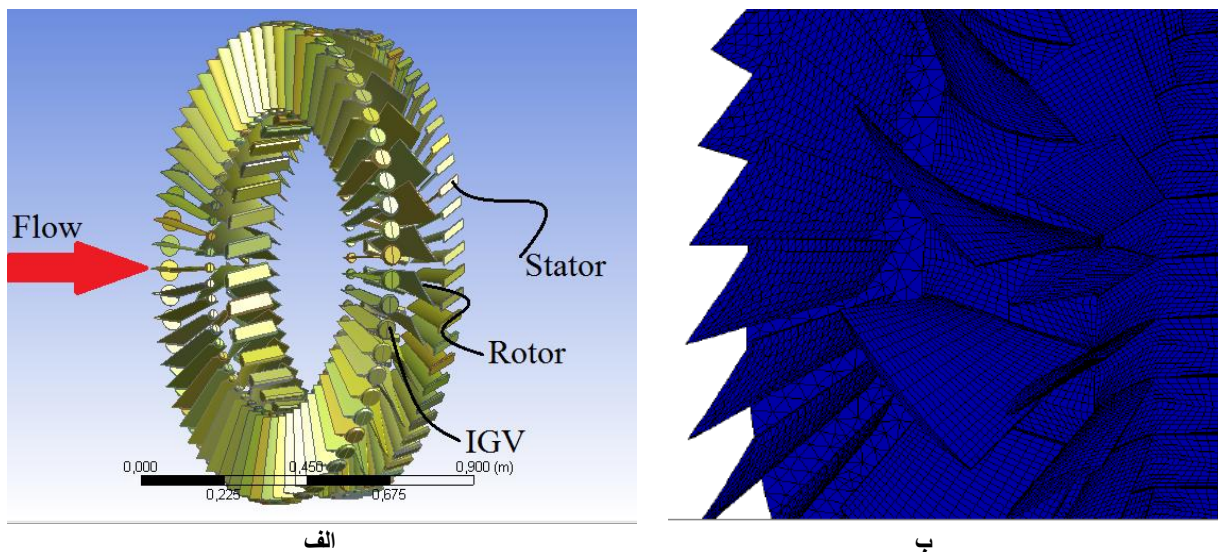 Flow
Stator
Rotor
IGV
0,000 0,450 0,900 (m)
0,225 0,675
الف
ب